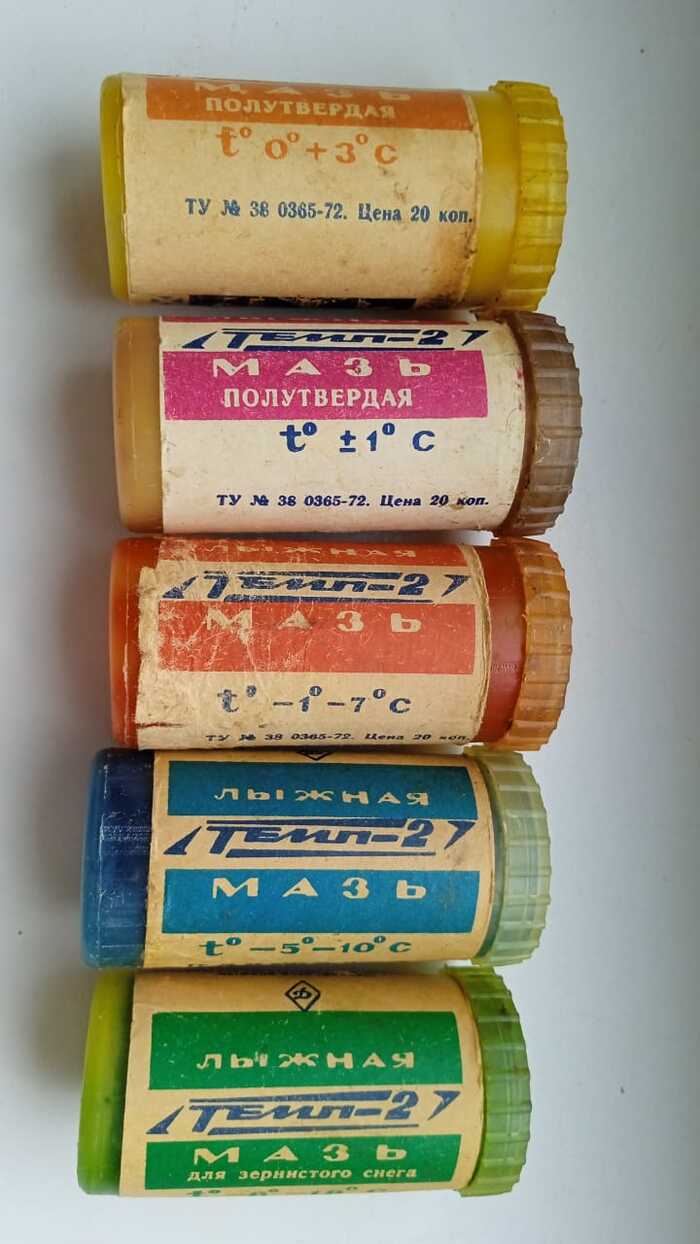 МАЗЬ
ПОЛУТВЕРДАЯ
t° 0°+3°С
ТУ № 38 0365-72. Цена 20 коп.
ТЕМП-2
МАЗЬ
ПОЛУТВЕРДАЯ
t° ±1° С
ТУ № 38 0365-72. Цена 20 коп.
ЛЫЖНАЯ
ТЕМП-2
МАЗЬ
t° -1°-7°С
ТУ № 38 0365-72. Цена 20 коп.
ЛЫЖНАЯ
ТЕМП-2
МАЗЬ
t° -5°-10°С
ЛЫЖНАЯ
ТЕМП-2
МАЗЬ
для зернистого снега